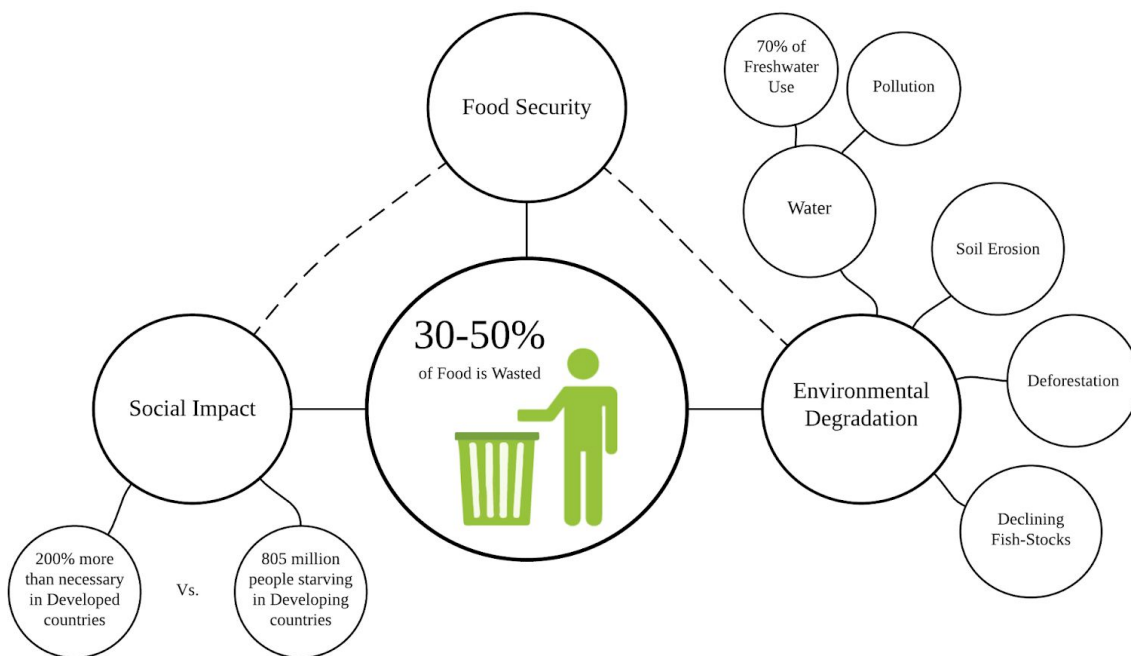 Food Security
70% of
Freshwater
Use
Pollution
Water
Soil Erosion
Deforestation
Declining
Fish-Stocks
Environmental
Degradation
30-50%
of Food is Wasted
Social Impact
200% more
than necessary
in Developed
countries
Vs.
805 million
people starving
in Developing
countries